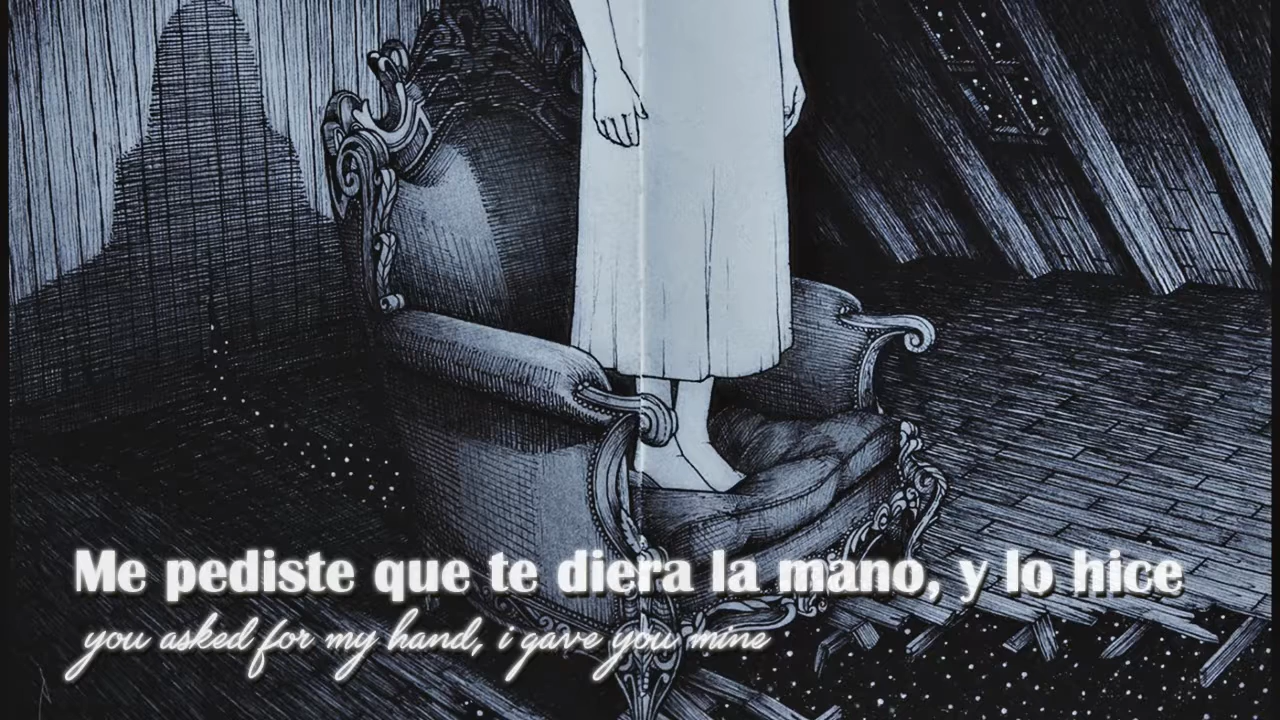 Me pediste que te diera la mano, y lo hice
you asked for my hand, i gave you mine